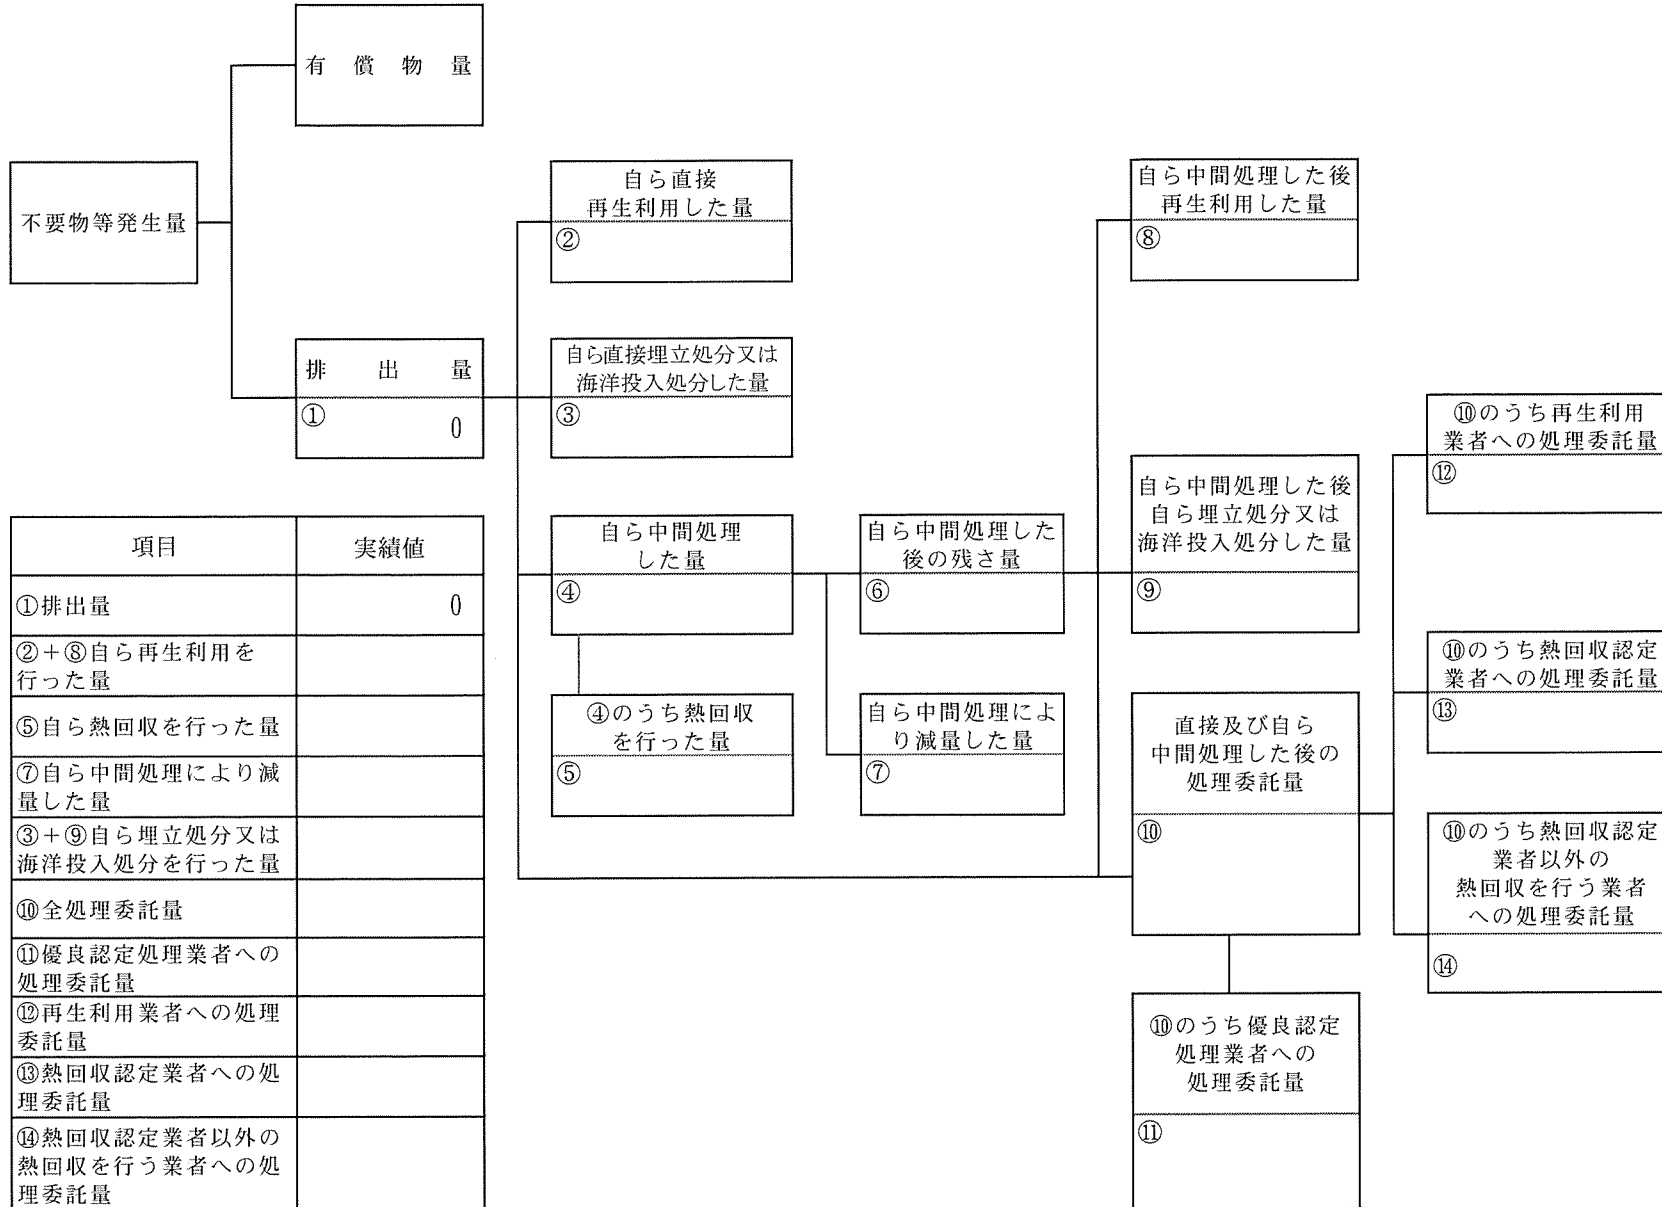 有償物量
不要物等発生量
排出量
① 0
自ら直接
再生利用した量
②
自ら直接埋立処分又は
海洋投入処分した量
③
自ら中間処理
した量
④
④のうち熱回収
を行った量
⑤
自ら中間処理した
後の残さ量
⑥
自ら中間処理によ
り減量した量
⑦
自ら中間処理した後
再生利用した量
⑧
自ら中間処理した後
自ら埋立処分又は
海洋投入処分した量
⑨
直接及び自ら
中間処理した後の
処理委託量
⑩
⑩のうち優良認定
処理業者への
処理委託量
⑪
⑩のうち再生利用
業者への処理委託量
⑫
⑩のうち熱回収認定
業者への処理委託量
⑬
⑩のうち熱回収認定
業者以外の
熱回収を行う業者
への処理委託量
⑭
項目 実績値
①排出量 0
②+⑧自ら再生利用を
行った量
⑤自ら熱回収を行った量
⑦自ら中間処理により減
量した量
③+⑨自ら埋立処分又は
海洋投入処分を行った量
⑩全処理委託量
⑪優良認定処理業者への
処理委託量
⑫再生利用業者への処理
委託量
⑬熱回収認定業者への処
理委託量
⑭熱回収認定業者以外の
熱回収を行う業者への処
理委託量